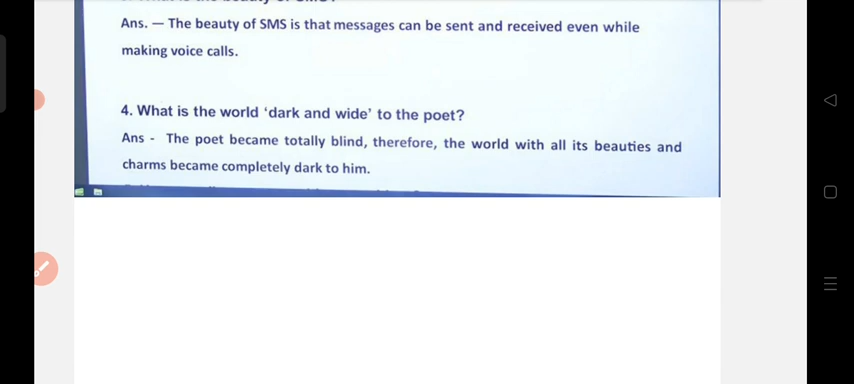 Ans. — The beauty of SMS is that messages can be sent and received even while
making voice calls.
4. What is the world ‘dark and wide’ to the poet?
Ans - The poet became totally blind, therefore, the world with all its beauties and
charms became completely dark to him.